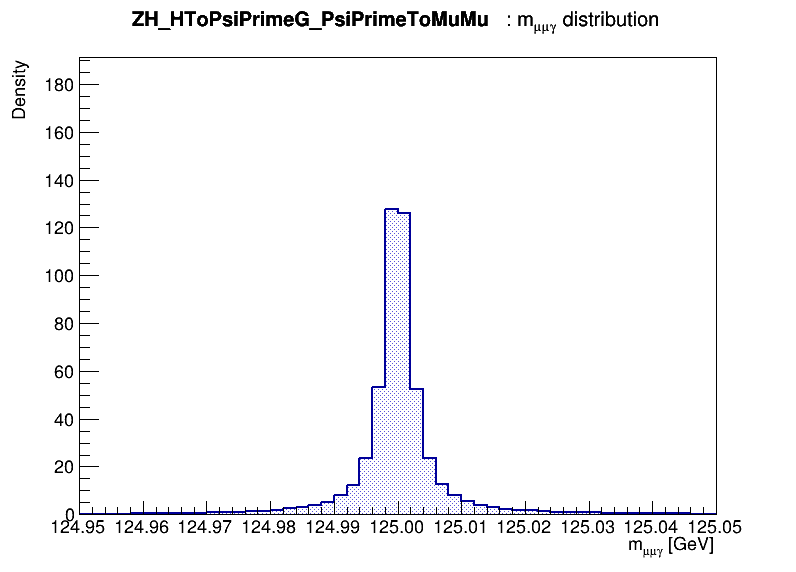 ZH_HToPsiPrimeG_PsiPrimeToMuMu : mμμγ distribution
Density
180
160
140
120
100
80
60
40
20
0
124.95 124.96 124.97 124.98 124.99 125.00 125.01 125.02 125.03 125.04 125.05
mμμγ [GeV]